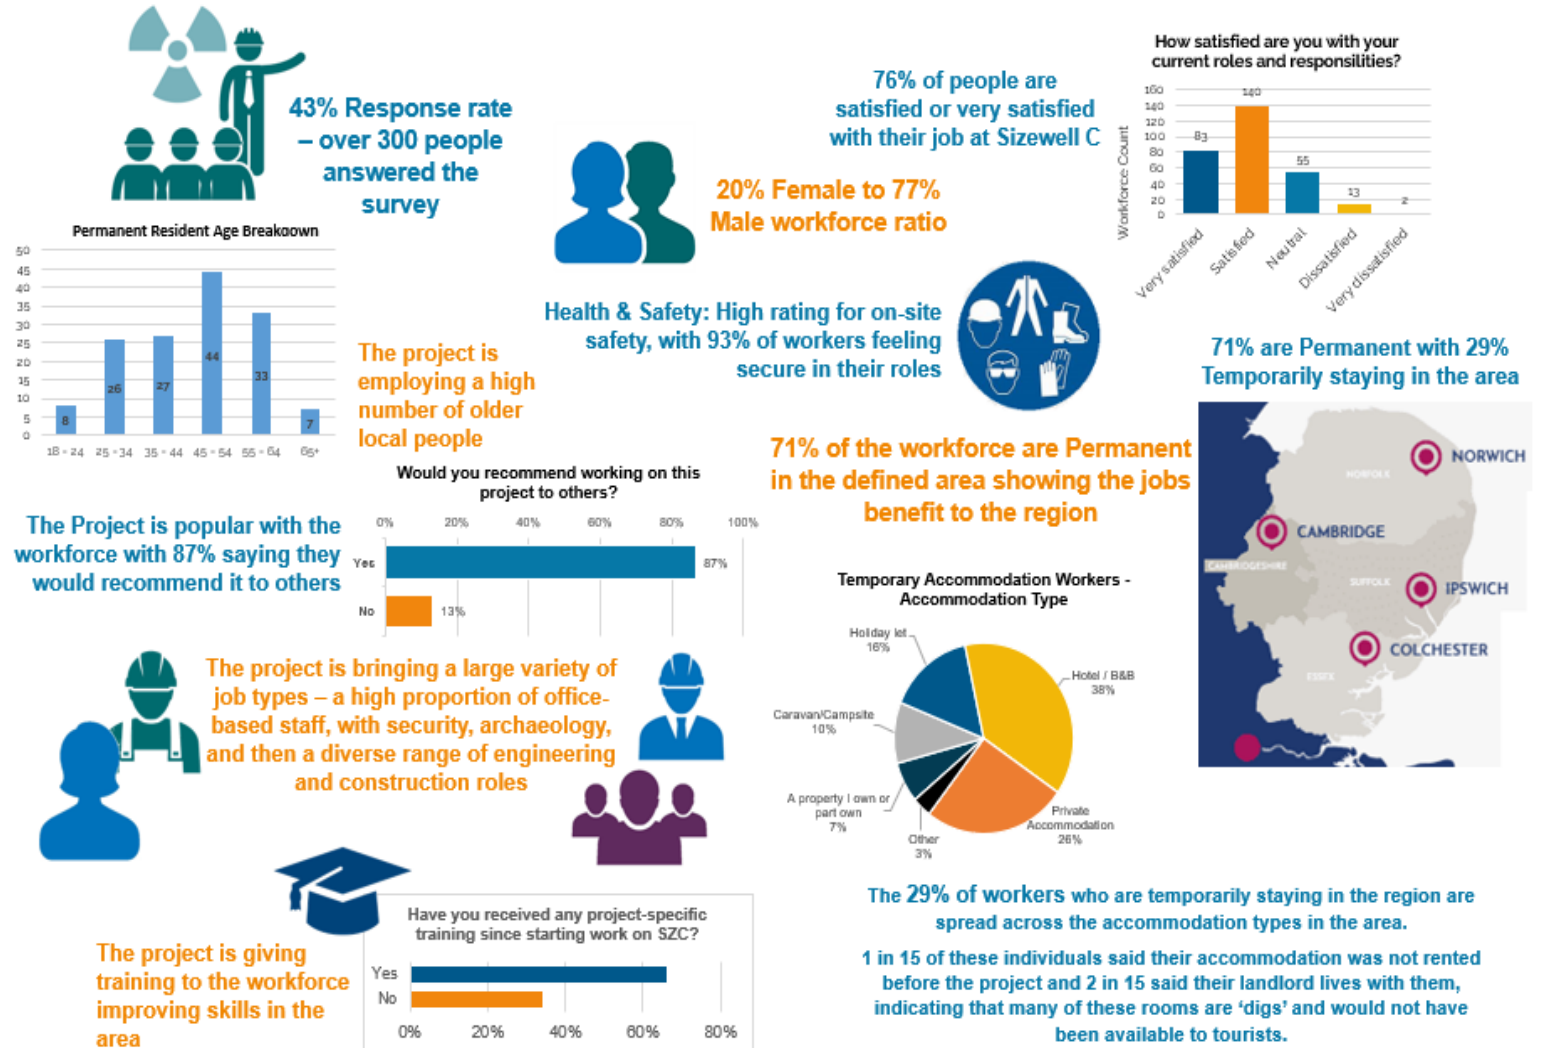 43% Response rate
– over 300 people
answered the
survey
76% of people are
satisfied or very satisfied
with their job at Sizewell C
20% Female to 77%
Male workforce ratio
How satisfied are you with your
current roles and responsilities?
Workforce Count
160
140
120
100
80
60
40
20
0
83
140
55
13
2
Very satisfied
Satisfied
Neutral
Dissatisfied
Very dissatisfied
Permanent Resident Age Breakdown
50
45
40
35
30
25
20
15
10
5
0
8
26
27
44
33
7
18 - 24
25 - 34
35 - 44
45 - 54
55 - 64
65+
The project is
employing a high
number of older
local people
Health & Safety: High rating for on-site
safety, with 93% of workers feeling
secure in their roles
71% are Permanent with 29%
Temporarily staying in the area
NORWICH
NORFOLK
CAMBRIDGE
CAMBRIDGESHIRE
SUFFOLK
IPSWICH
COLCHESTER
ESSEX
71% of the workforce are Permanent
in the defined area showing the jobs
benefit to the region
The Project is popular with the
workforce with 87% saying they
would recommend it to others
Would you recommend working on this
project to others?
0%
20%
40%
60%
80%
100%
Yes
87%
No
13%
Temporary Accommodation Workers -
Accommodation Type
Holiday let
16%
Hotel / B&B
38%
Caravan/Campsite
10%
A property I own or
part own
7%
Other
3%
Private
Accommodation
26%
The project is bringing a large variety of
job types – a high proportion of office-
based staff, with security, archaeology,
and then a diverse range of engineering
and construction roles
The project is giving
training to the workforce
improving skills in the
area
Have you received any project-specific
training since starting work on SZC?
Yes
No
0%
20%
40%
60%
80%
The 29% of workers who are temporarily staying in the region are
spread across the accommodation types in the area.
1 in 15 of these individuals said their accommodation was not rented
before the project and 2 in 15 said their landlord lives with them,
indicating that many of these rooms are ‘digs’ and would not have
been available to tourists.